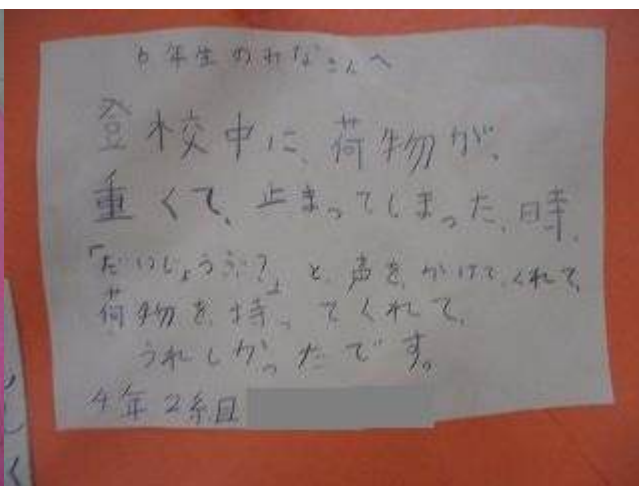 6年生のれなさんへ
登校中に、荷物が、
重くて、止まってしまった、時、
「だいじょうぶ？」と、声を、かけて、くれて、
荷物を、持ってくれて、
うれしかったです。
4年2組